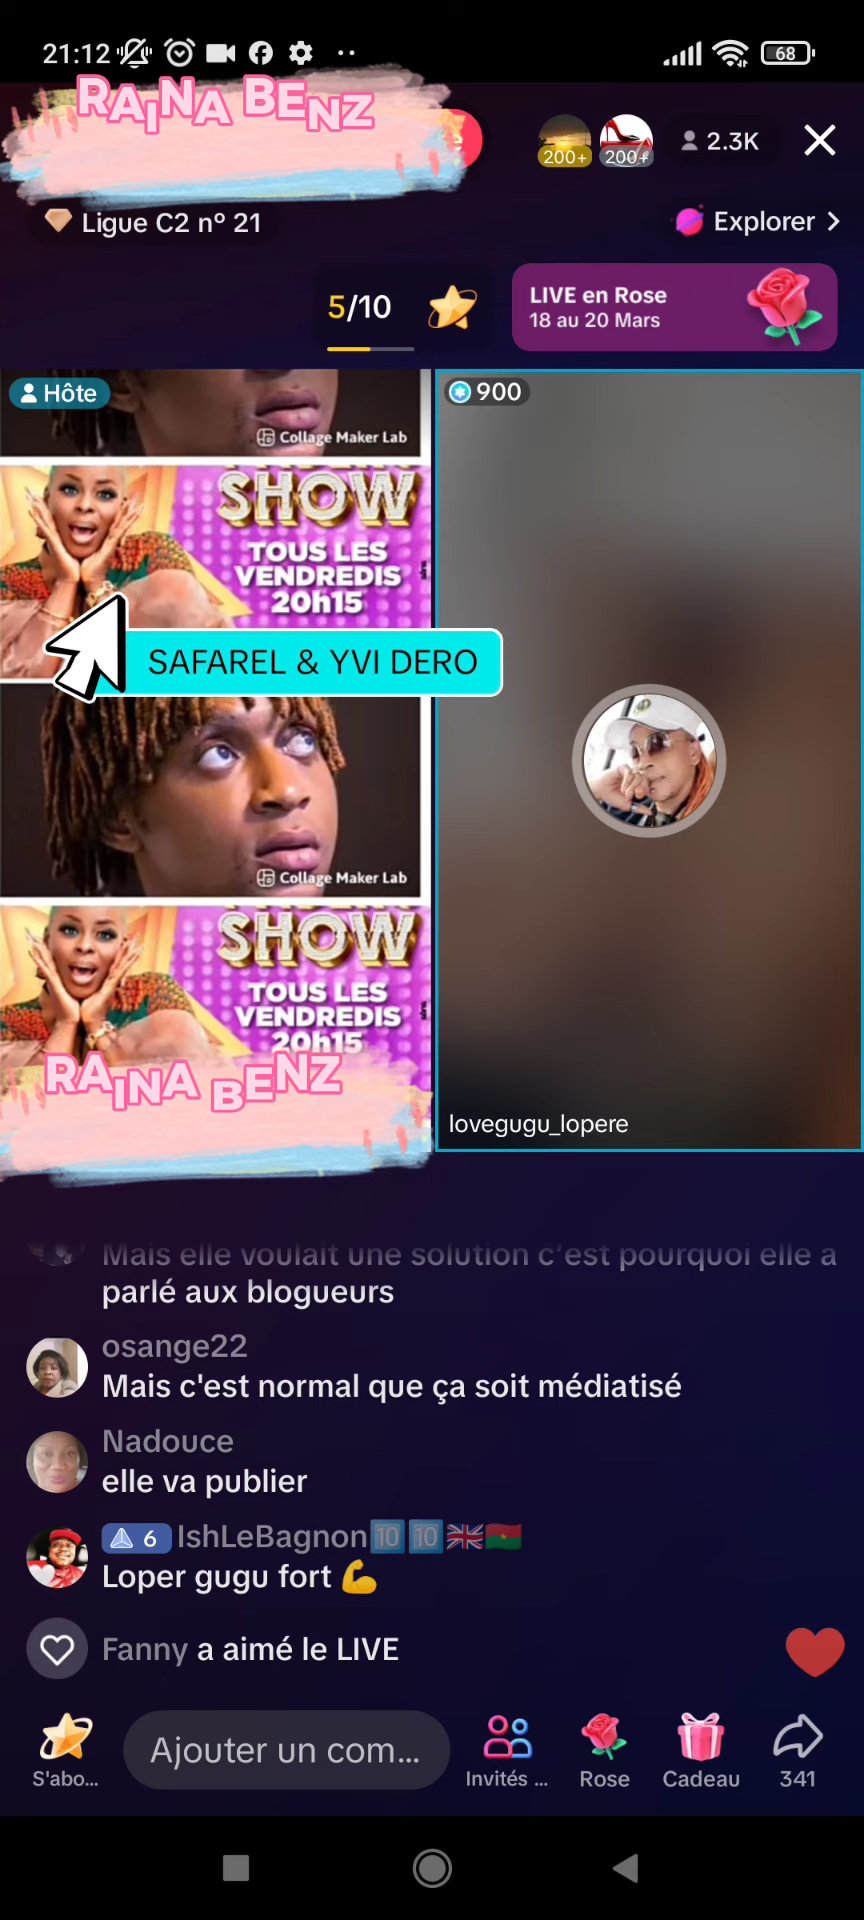 21:12
68
RAINA BENZ
200+
200+
2.3K
Ligue C2 nº 21
Explorer
5/10
LIVE en Rose
18 au 20 Mars
Hôte
900
Collage Maker Lab
SHOW
TOUS LES
VENDREDIS
20h15
SAFAREL & YVI DERO
Collage Maker Lab
SHOW
TOUS LES
VENDREDIS
20h15
RAINA BENZ
lovegugu_lopere
Mais elle voulait une solution c'est pourquoi elle a
parlé aux blogueurs
osange22
Mais c'est normal que ça soit médiatisé
Nadouce
elle va publier
6 IshLeBagnon🔟🔟🇬🇧🇧🇫
Loper gugu fort 💪
Fanny a aimé le LIVE
S'abo...
Ajouter un com...
Invités ...
Rose
Cadeau
341